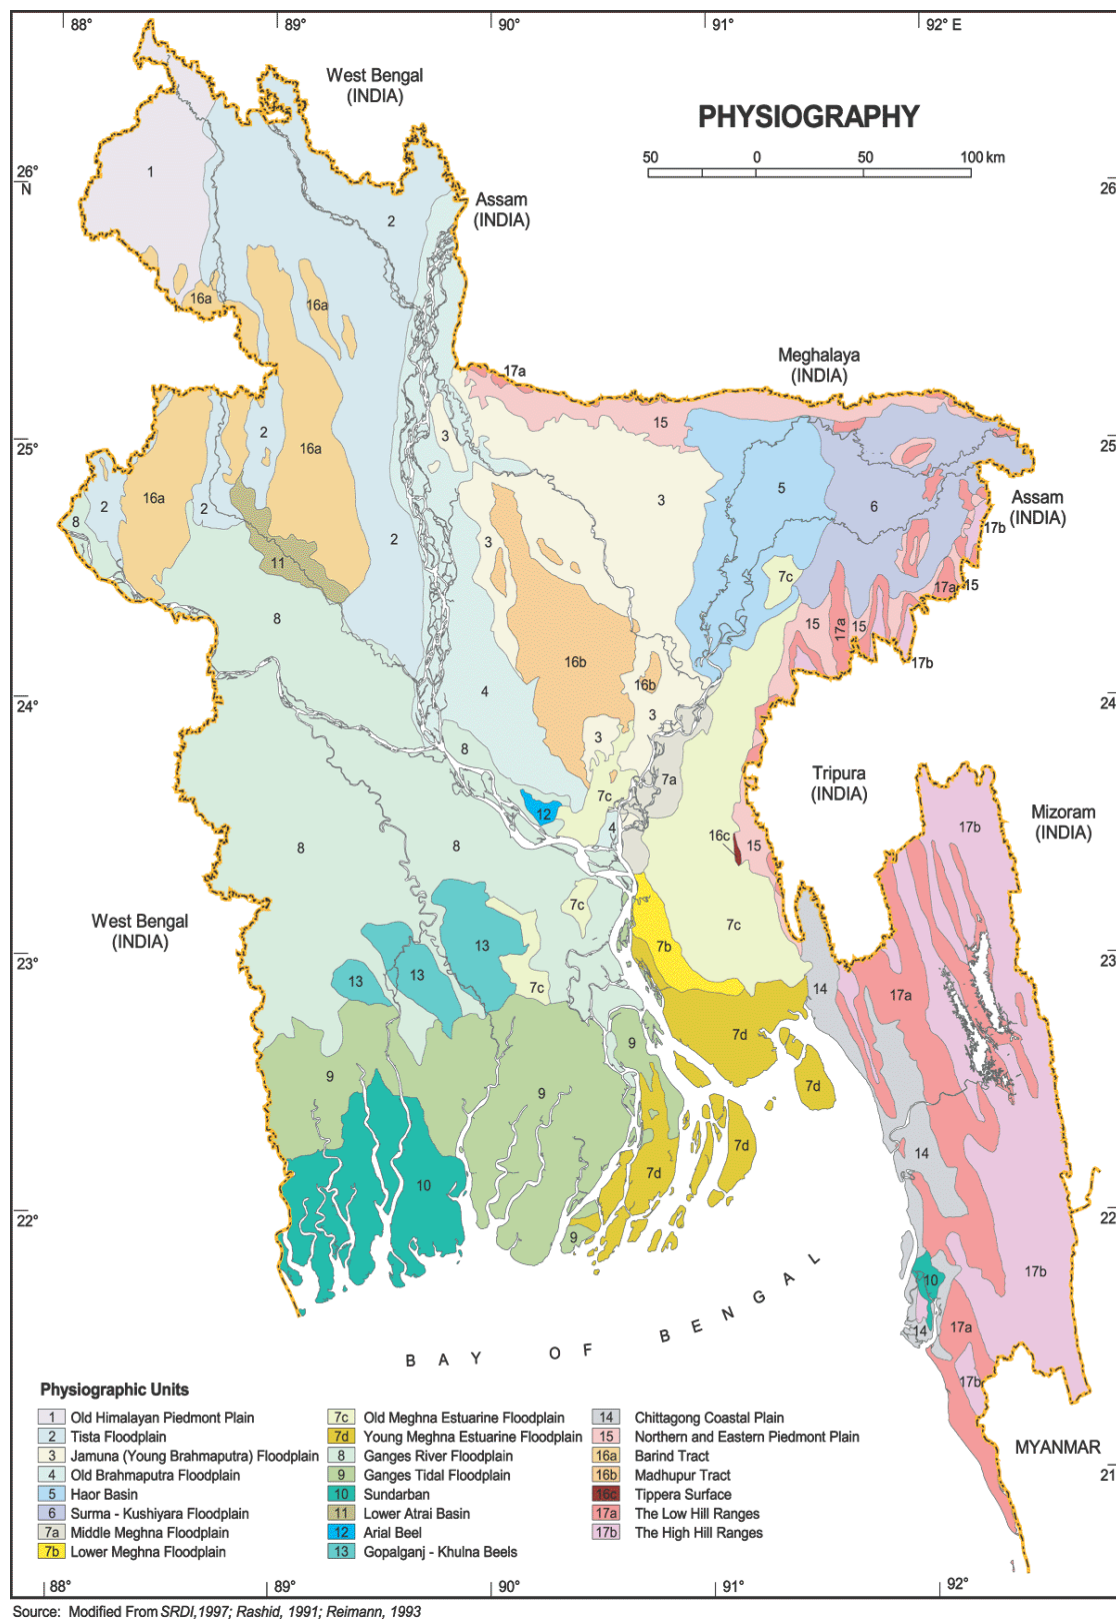 88°
89°
90°
91°
92° E
West Bengal
(INDIA)
PHYSIOGRAPHY
50
0
50
100 km
1
26°
N
26
Assam
(INDIA)
2
16a
16a
Meghalaya
(INDIA)
17a
15
25°
25
2
3
16a
5
3
16a
2
2
8
6
Assam
(INDIA)
17b
3
2
11
7c
17a
15
8
15
17a
15
17b
16b
16b
4
24°
24
3
3
8
7a
Tripura
(INDIA)
Mizoram
(INDIA)
7c
12
4
17b
16c
15
8
8
7c
West Bengal
(INDIA)
7c
13
7b
23°
23
13
13
7c
14
17a
7d
9
9
7d
9
7d
14
7d
10
22°
22
9
10
17b
14
17a
17b
BAY OF BENGAL
MYANMAR
21
Physiographic Units
1 Old Himalayan Piedmont Plain
2 Tista Floodplain
3 Jamuna (Young Brahmaputra) Floodplain
4 Old Brahmaputra Floodplain
5 Haor Basin
6 Surma - Kushiyara Floodplain
7a Middle Meghna Floodplain
7b Lower Meghna Floodplain
7c Old Meghna Estuarine Floodplain
7d Young Meghna Estuarine Floodplain
8 Ganges River Floodplain
9 Ganges Tidal Floodplain
10 Sundarban
11 Lower Atrai Basin
12 Arial Beel
13 Gopalganj - Khulna Beels
14 Chittagong Coastal Plain
15 Northern and Eastern Piedmont Plain
16a Barind Tract
16b Madhupur Tract
16c Tippera Surface
17a The Low Hill Ranges
17b The High Hill Ranges
88°
89°
90°
91°
92°
Source: Modified From SRDI,1997; Rashid, 1991; Reimann, 1993